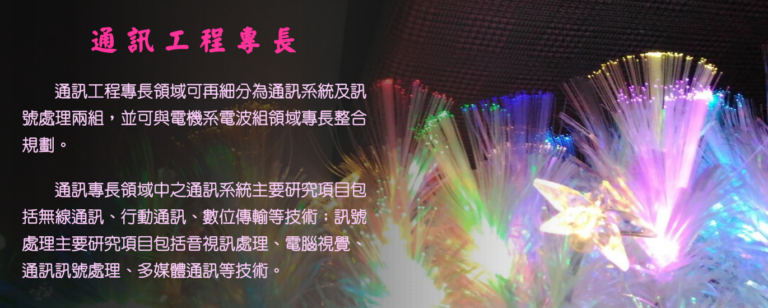 通訊工程專長
通訊工程專長領域可再細分為通訊系統及訊
號處理兩組，並可與電機系電波組領域專長整合
規劃。
通訊專長領域中之通訊系統主要研究項目包
括無線通訊、行動通訊、數位傳輸等技術；訊號
處理主要研究項目包括音視訊處理、電腦視覺、
通訊訊號處理、多媒體通訊等技術。